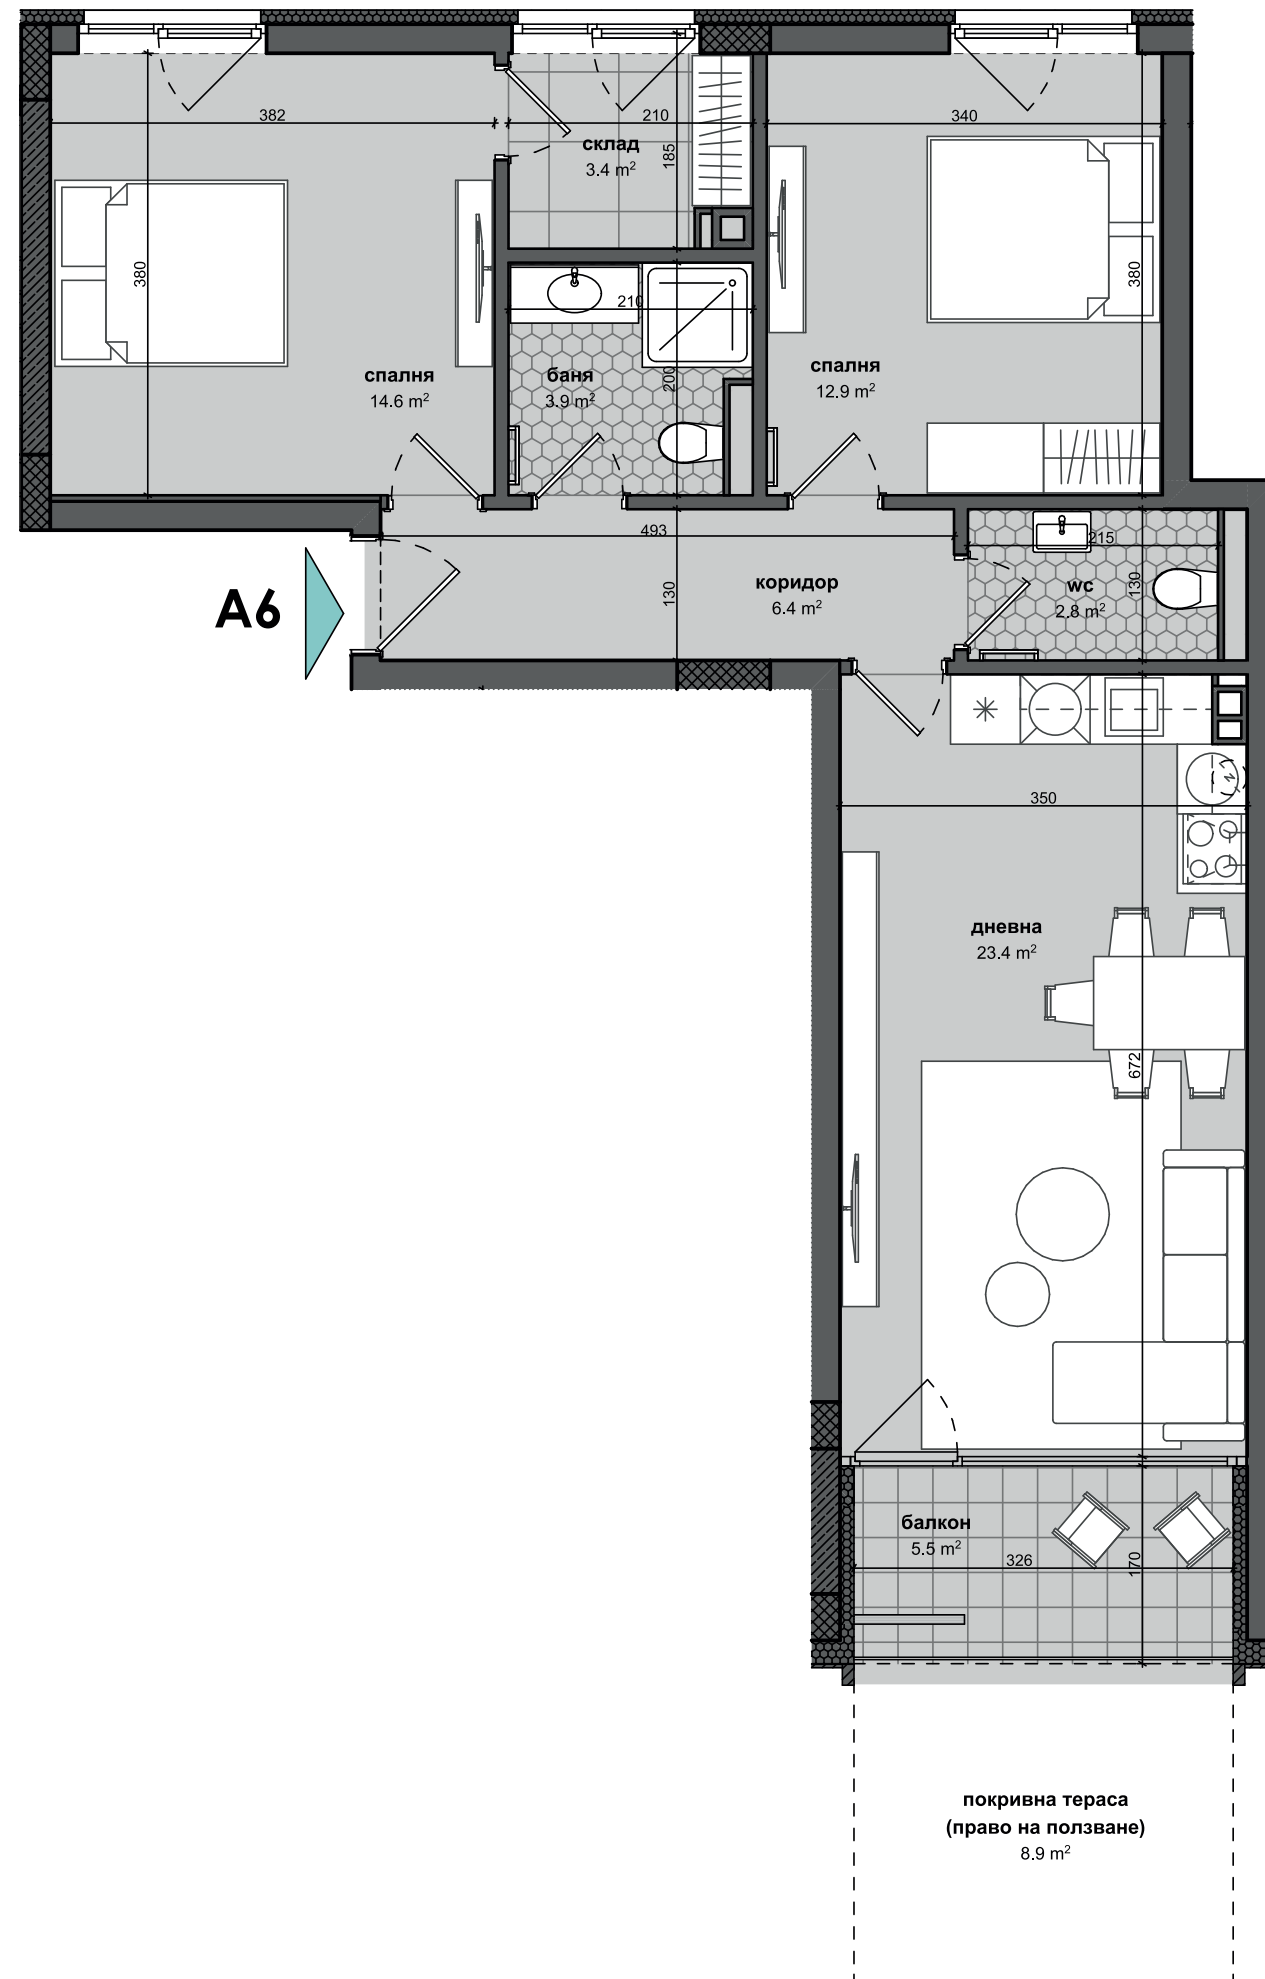 382
210
340
склад
3.4 m²
185
380
380
210
спалня
14.6 m²
баня
3.9 m²
200
спалня
12.9 m²
493
215
A6
коридор
6.4 m²
130
wc
2.8 m²
130
350
дневна
23.4 m²
672
балкон
5.5 m²
326
170
покривна тераса
(право на ползване)
8.9 m²